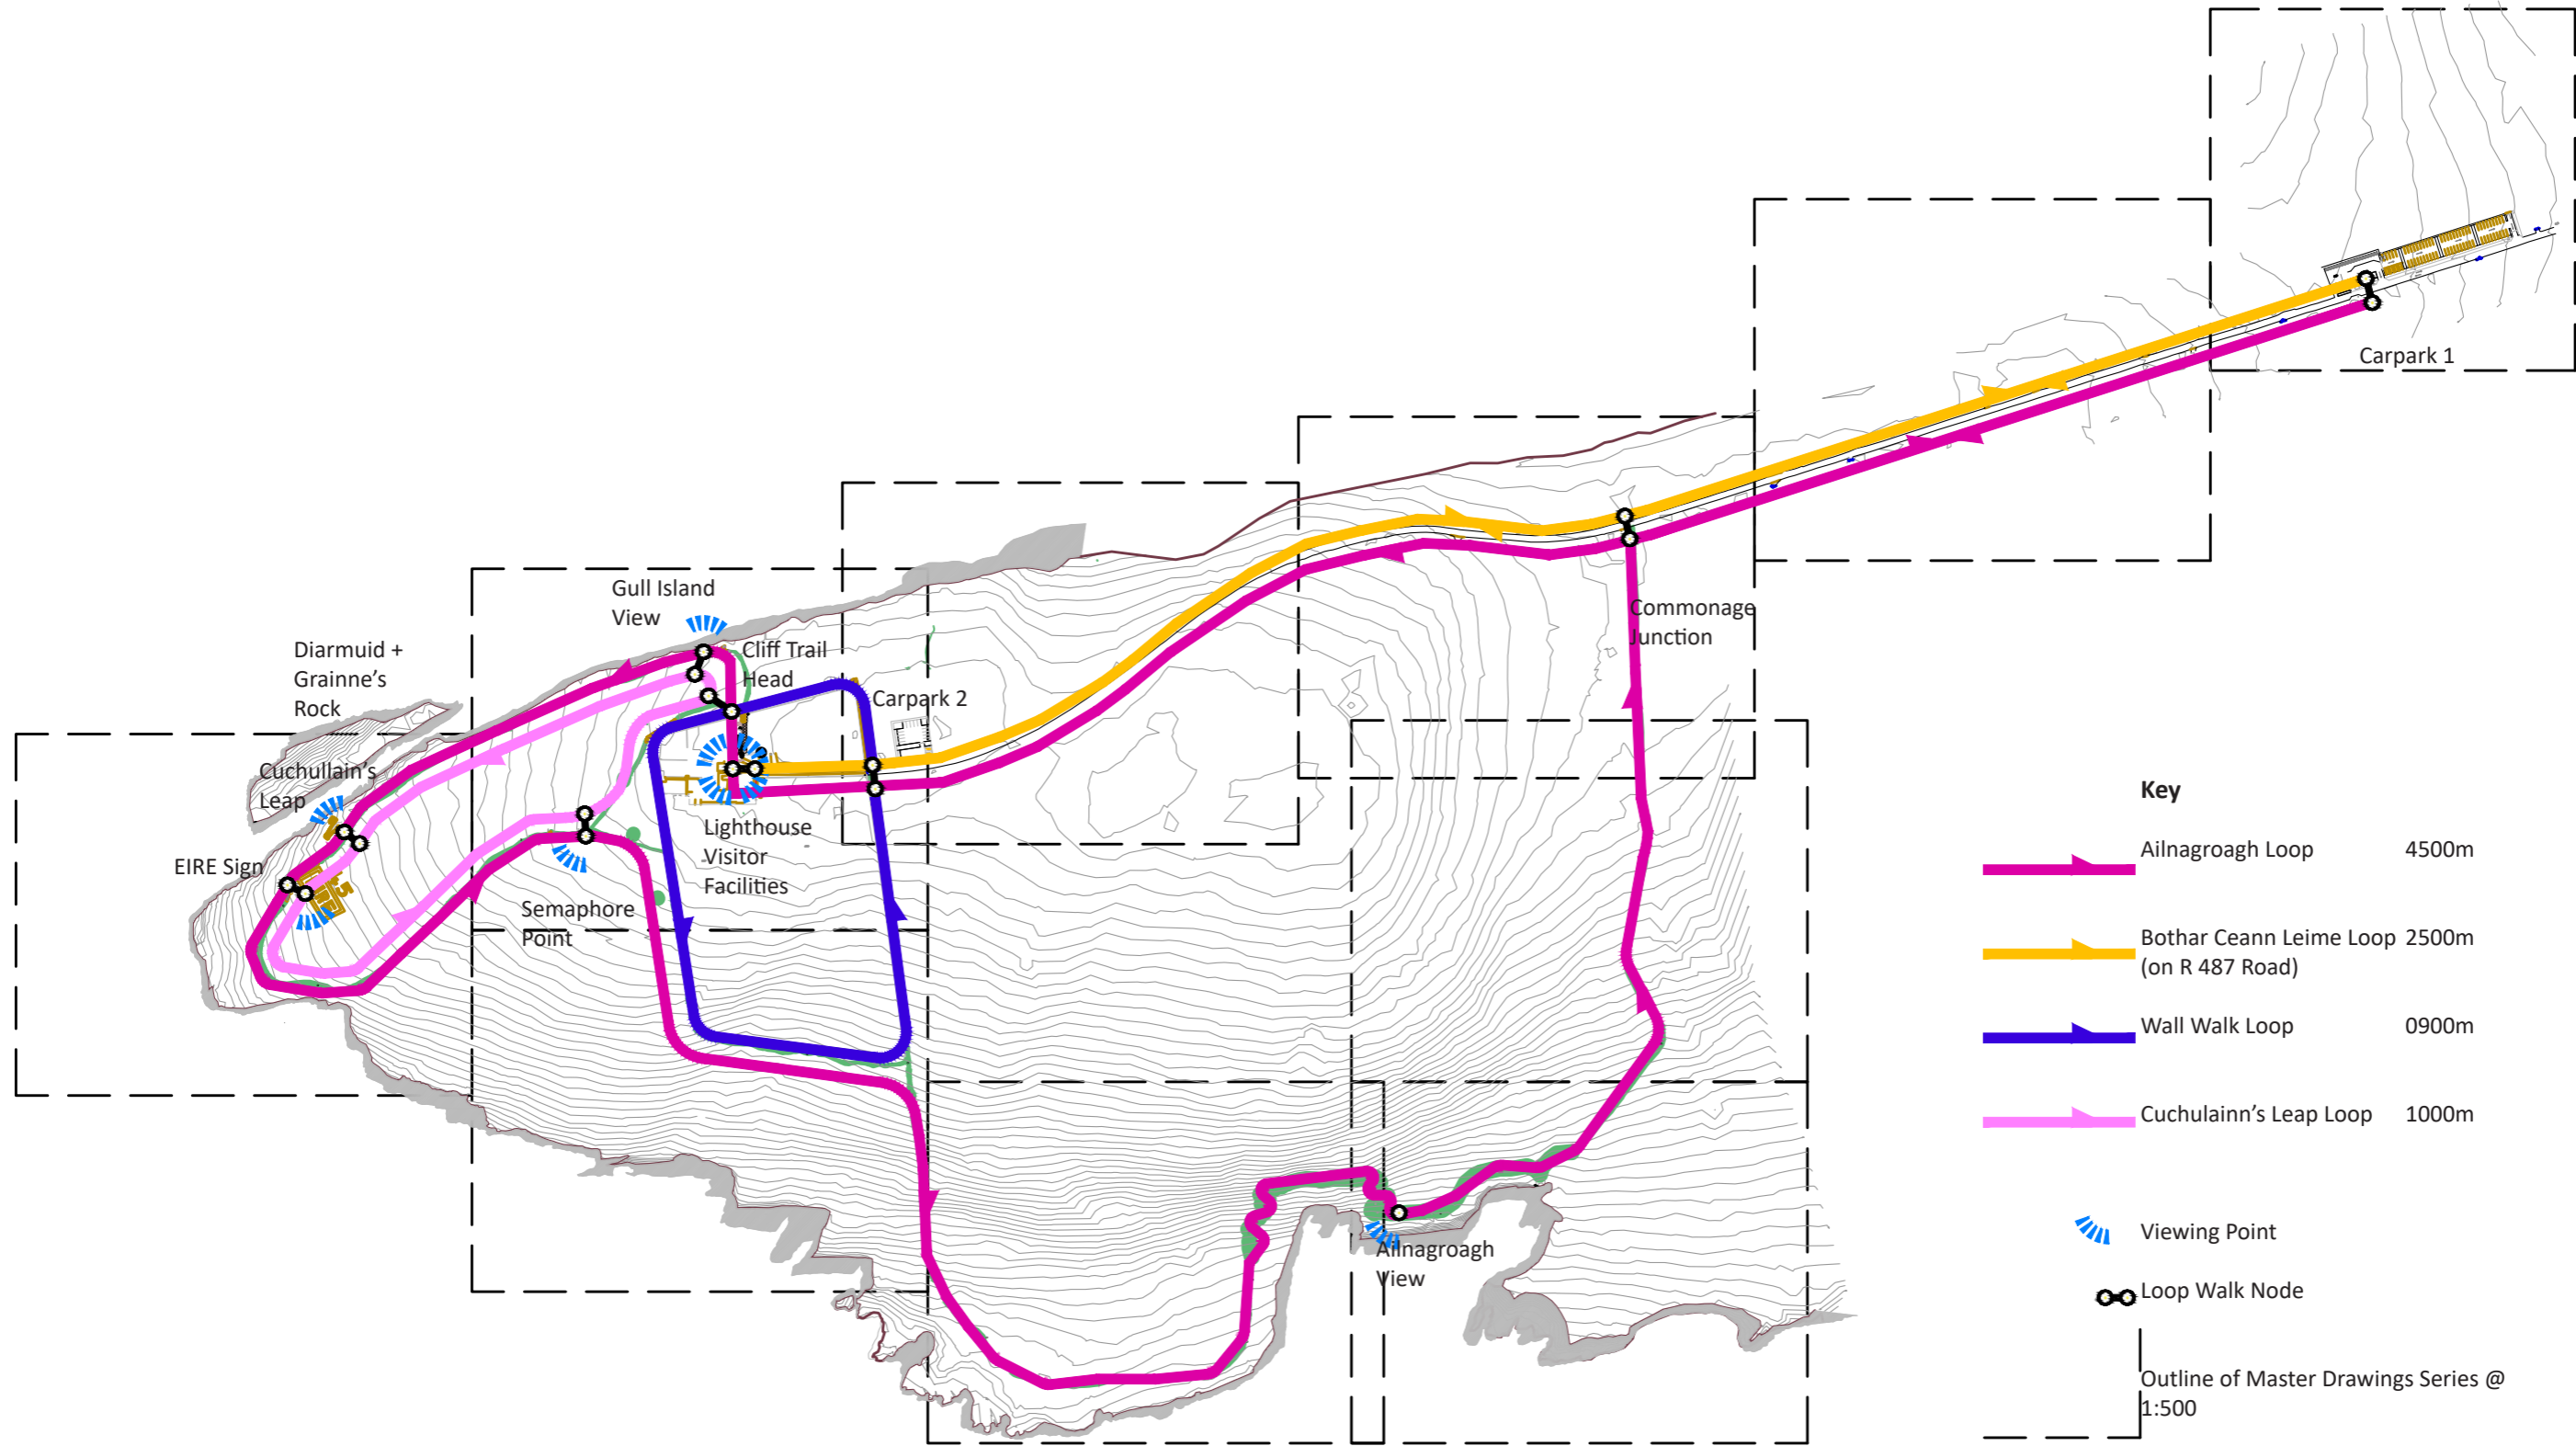 Carpark 1
Gull Island
View
Diarmuid +
Grainne's
Rock
Cliff Trail
Head
Carpark 2
Commonage
Junction
Cuchullain's
Leap
EIRE Sign
Lighthouse
Visitor
Facilities
Semaphore
Point
Ailnagroagh
View
Key
Ailnagroagh Loop 4500m
Bothar Ceann Leime Loop 2500m
(on R 487 Road)
Wall Walk Loop 0900m
Cuchulainn's Leap Loop 1000m
Viewing Point
Loop Walk Node
Outline of Master Drawings Series @
1:500